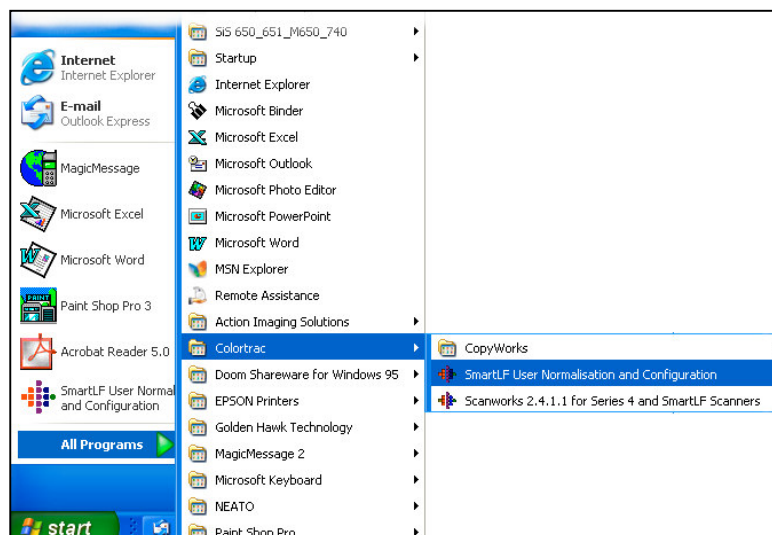 Internet
Internet Explorer
E-mail
Outlook Express
MagicMessage
Microsoft Excel
Microsoft Word
PAINT
Paint Shop Pro 3
Acrobat Reader 5.0
SmartLF User Normal
and Configuration
All Programs
start
SiS 650_651_M650_740
Startup
Internet Explorer
Microsoft Binder
Microsoft Excel
Microsoft Outlook
Microsoft Photo Editor
Microsoft PowerPoint
Microsoft Word
MSN Explorer
Remote Assistance
Action Imaging Solutions
Colortrac
Doom Shareware for Windows 95
EPSON Printers
Golden Hawk Technology
MagicMessage 2
Microsoft Keyboard
NEATO
Paint Shop Pro
CopyWorks
SmartLF User Normalisation and Configuration
Scanworks 2.4.1.1 for Series 4 and SmartLF Scanners